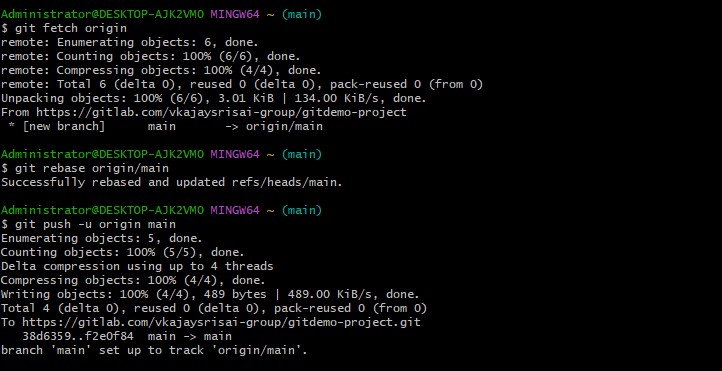 Administrator@DESKTOP-AJK2VMO MINGW64 ~ (main)
$ git fetch origin
remote: Enumerating objects: 6, done.
remote: Counting objects: 100% (6/6), done.
remote: Compressing objects: 100% (4/4), done.
remote: Total 6 (delta 0), reused 0 (delta 0), pack-reused 0 (from 0)
Unpacking objects: 100% (6/6), 3.01 KiB | 134.00 KiB/s, done.
From https://gitlab.com/vkajaysrisai-group/gitdemo-project
 * [new branch]      main       -> origin/main
Administrator@DESKTOP-AJK2VMO MINGW64 ~ (main)
$ git rebase origin/main
Successfully rebased and updated refs/heads/main.
Administrator@DESKTOP-AJK2VMO MINGW64 ~ (main)
$ git push -u origin main
Enumerating objects: 5, done.
Counting objects: 100% (5/5), done.
Delta compression using up to 4 threads
Compressing objects: 100% (4/4), done.
Writing objects: 100% (4/4), 489 bytes | 489.00 KiB/s, done.
Total 4 (delta 0), reused 0 (delta 0), pack-reused 0 (from 0)
To https://gitlab.com/vkajaysrisai-group/gitdemo-project.git
   38d6359..f2e0f84  main -> main
branch 'main' set up to track 'origin/main'.